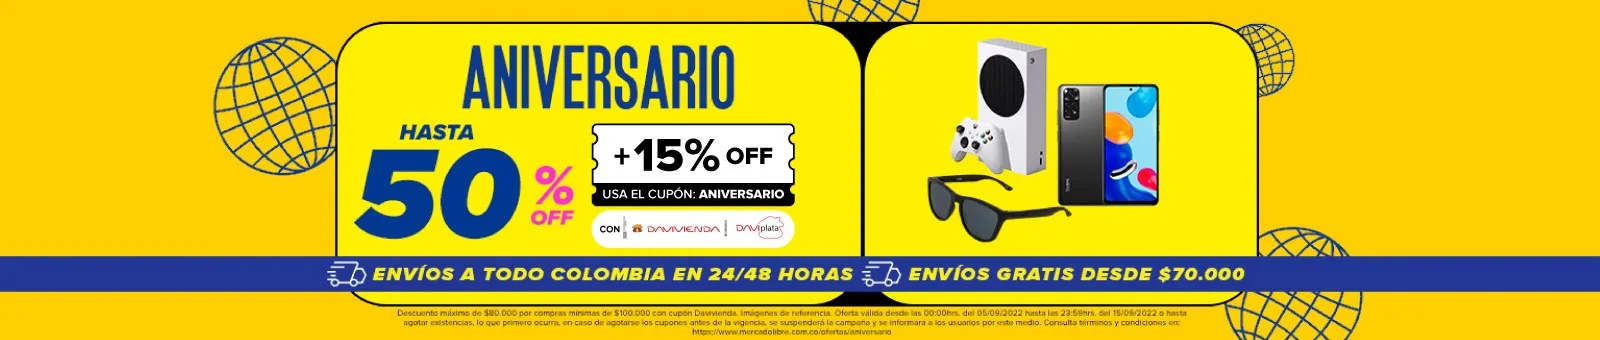 ANIVERSARIO
HASTA
50
%
OFF
+15% OFF
USA EL CUPÓN: ANIVERSARIO
CON DAVIVIENDA DAVIplata
ENVÍOS A TODO COLOMBIA EN 24/48 HORAS ENVÍOS GRATIS DESDE $70.000
Descuento máximo de $80.000 por compras mínimas de $100.000 con cupón Davivienda. Imágenes de referencia. Oferta válida desde las 00:00hrs. del 05/09/2022 hasta las 23:59hrs. del 15/09/2022 o hasta
agotar existencias, lo que primero ocurra, en caso de agotarse los cupones antes de la vigencia, se suspenderá la campaña y se informará a los usuarios por este medio. Consulta términos y condiciones en:
https://www.mercadolibre.com.co/ofertas/aniversario